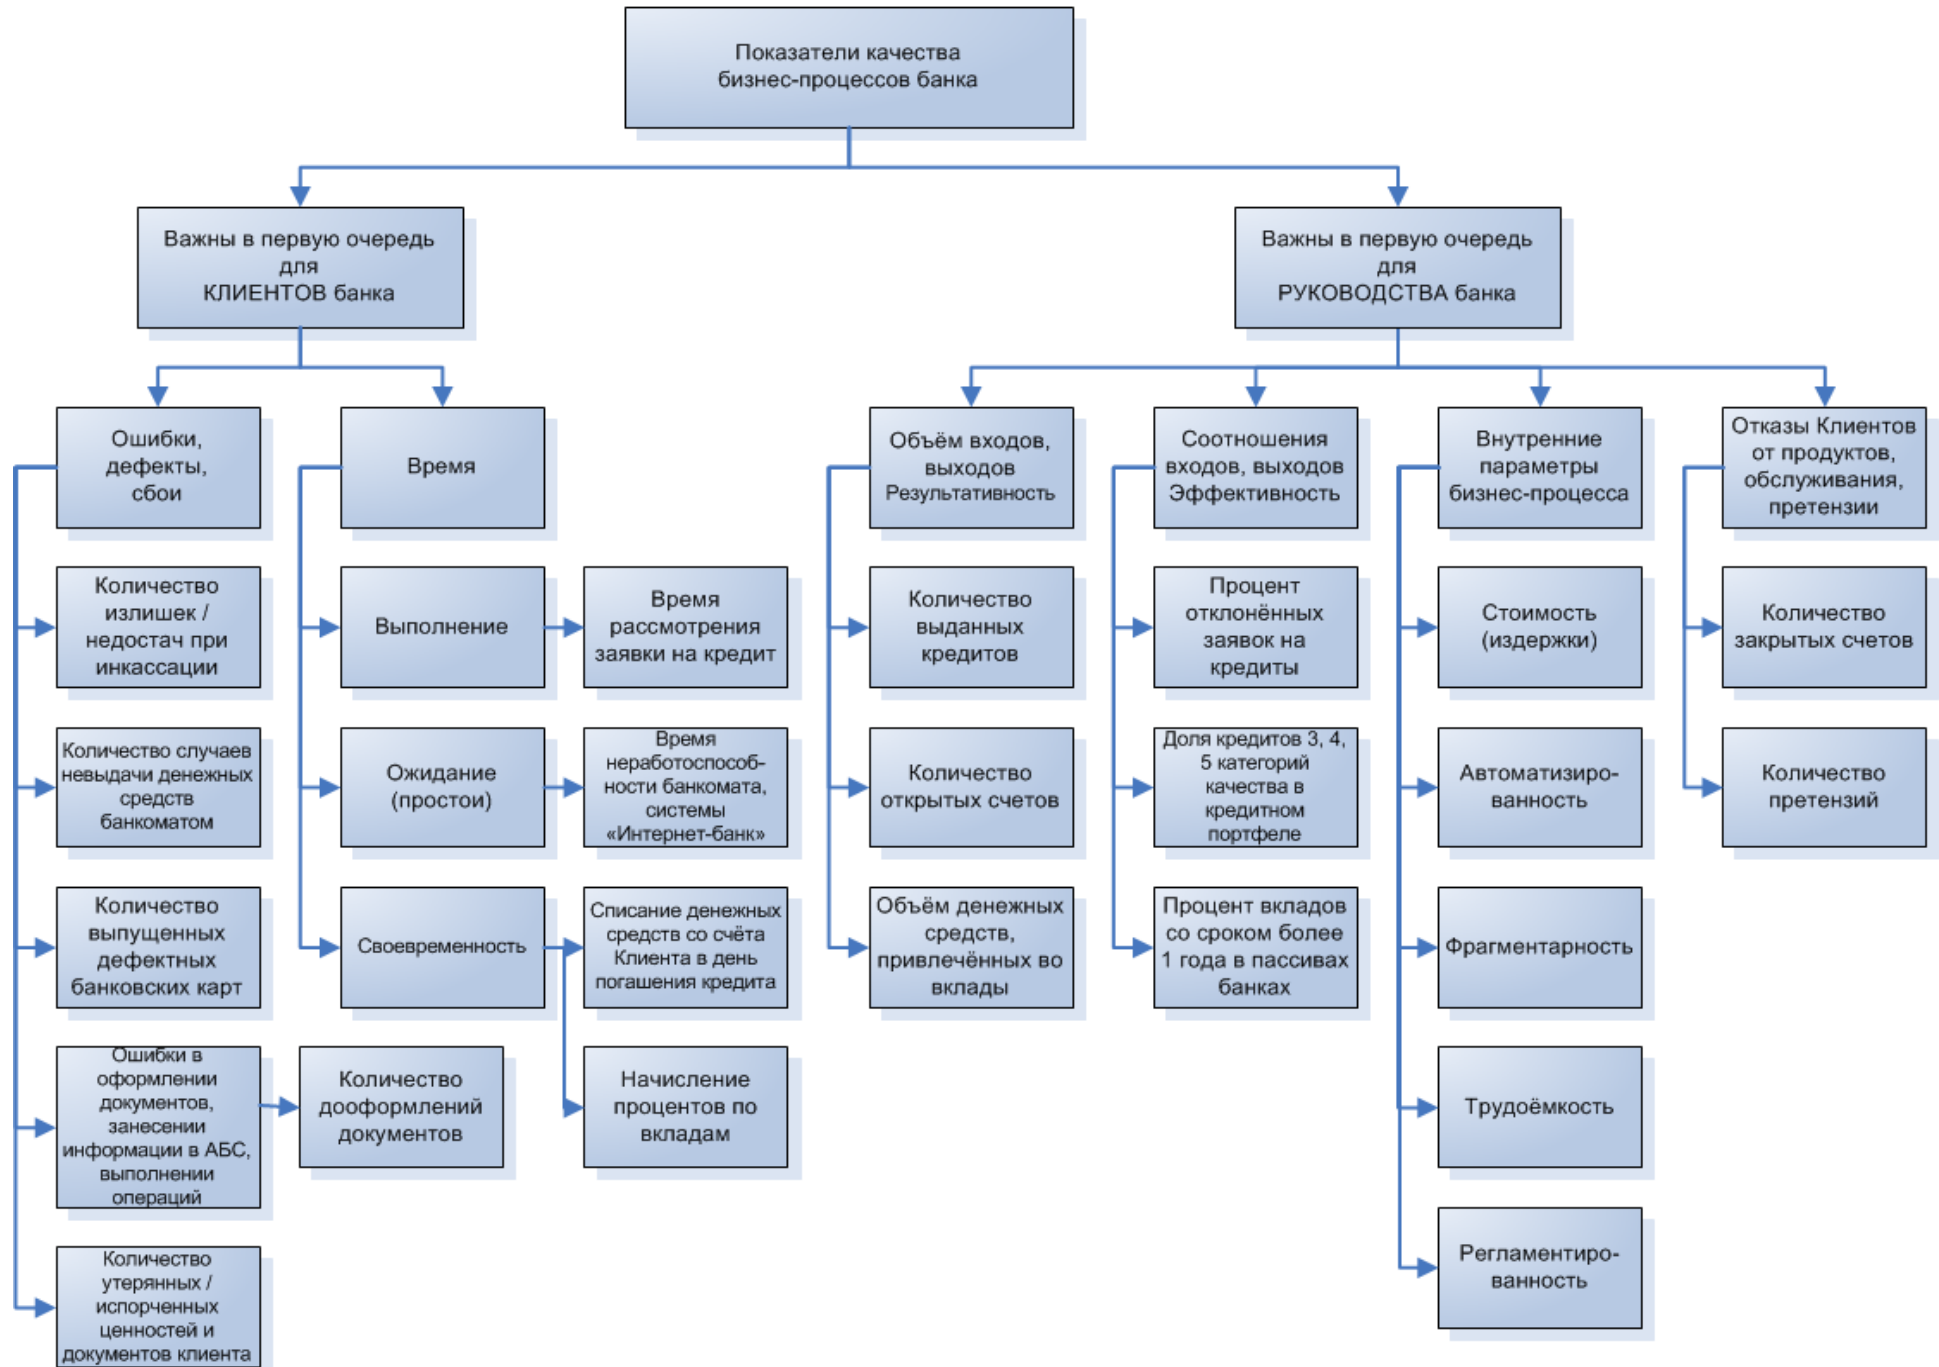 Показатели качества
бизнес-процессов банка
Важны в первую очередь
для
КЛИЕНТОВ банка
Важны в первую очередь
для
РУКОВОДСТВА банка
Ошибки,
дефекты,
сбои
Время
Объём входов,
выходов
Результативность
Соотношения
входов, выходов
Эффективность
Внутренние
параметры
бизнес-процесса
Отказы Клиентов
от продуктов,
обслуживания,
претензии
Количество
излишек /
недостач при
инкассации
Выполнение
Время
рассмотрения
заявки на кредит
Количество
выданных
кредитов
Процент
отклонённых
заявок на
кредиты
Стоимость
(издержки)
Количество
закрытых счетов
Количество случаев
невыдачи денежных
средств
банкоматом
Ожидание
(простои)
Время
неработоспособ-
ности банкомата,
системы
«Интернет-банк»
Количество
открытых счетов
Доля кредитов 3, 4,
5 категорий
качества в
кредитном
портфеле
Автоматизиро-
ванность
Количество
претензий
Количество
выпущенных
дефектных
банковских карт
Своевременность
Списание денежных
средств со счёта
Клиента в день
погашения кредита
Объём денежных
средств,
привлечённых во
вклады
Процент вкладов
со сроком более
1 года в пассивах
банках
Фрагментарность
Ошибки в
оформлении
документов,
занесении
информации в АБС,
выполнении
операций
Количество
дооформлений
документов
Начисление
процентов по
вкладам
Трудоёмкость
Количество
утерянных /
испорченных
ценностей и
документов клиента
Регламентиро-
ванность